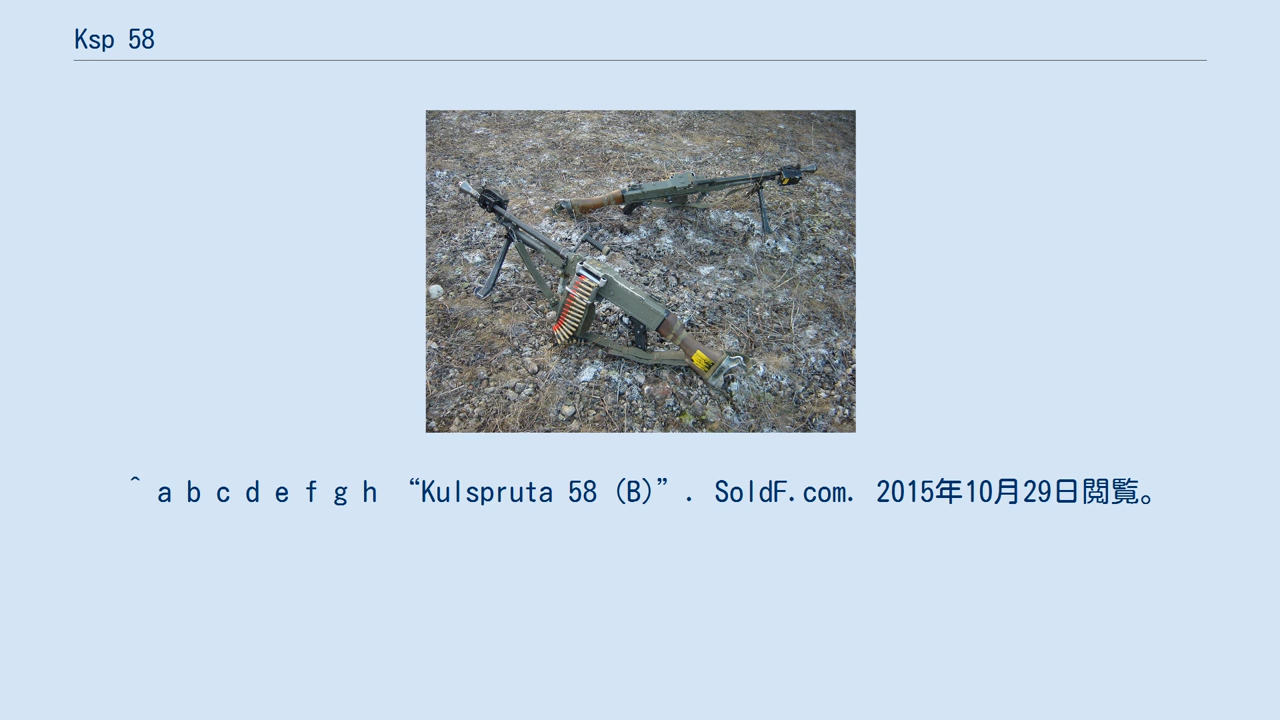 Ksp 58
^ a b c d e f g h “Kulspruta 58 (B)”. SoldF.com. 2015年10月29日閲覧。